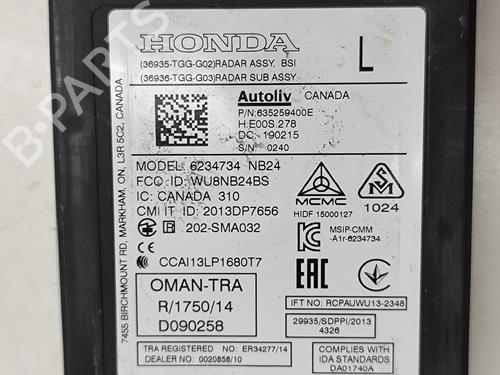 HONDA
(36935-TGG-G02)RADAR ASSY, BSI
(36936-TGG-G03)RADAR SUB ASSY
L
Autoliv CANADA
P/N:635259400E
H:E00S.278
DC: 190215
S/N 0240
MODEL: 6234734 NB24
FCC ID: WU8NB24BS
IC: CANADA 310
CMI IT ID: 2013DP7656
202-SMA032
CCAI13LP1680T7
MCMC
HIDF 15000127
1024
MSIP-CMM
-A1r-6234734
EAC
OMAN-TRA
R/1750/14
D090258
IFT NO: RCPAUWU13-2348
29935/SDPPI/2013
4326
TRA REGISTERED NO: ER34277/14
DEALER NO: 0020858/10
COMPLIES WITH
IDA STANDARDS
DA01740A
7455 BIRCHMOUNT RD, MARKHAM, ON, L3R 5C2, CANADA
B-PARTS